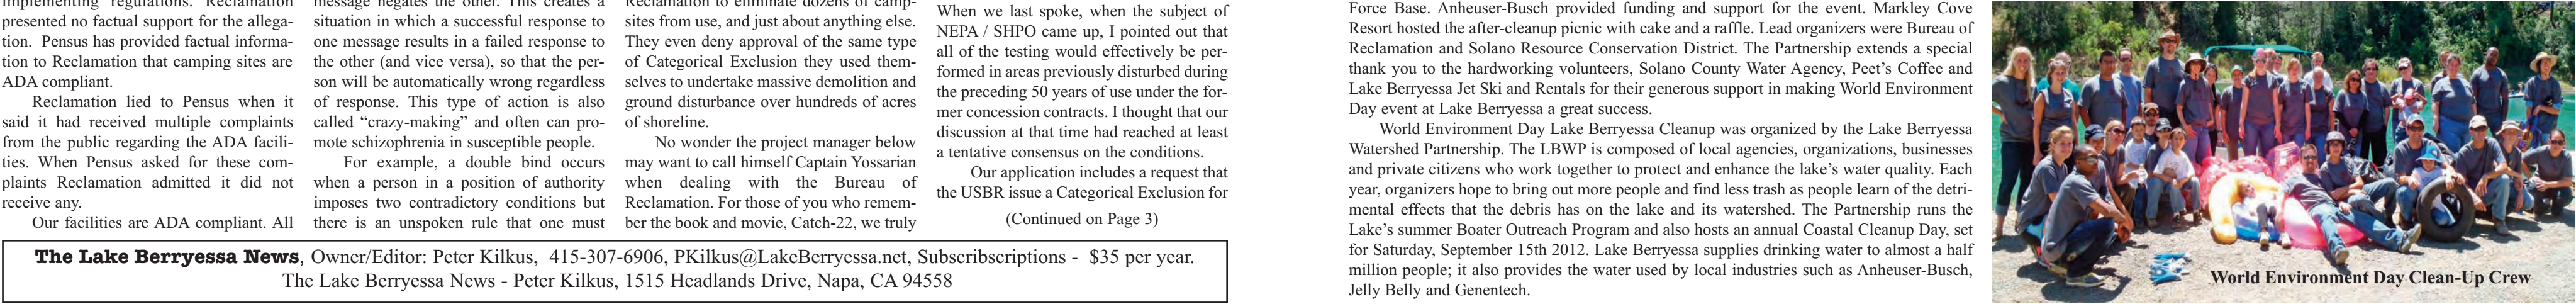 implementing regulations. Reclamation
presented no factual support for the allega-
tion. Pensus has provided factual informa-
tion to Reclamation that camping sites are
ADA compliant.
Reclamation lied to Pensus when it
said it had received multiple complaints
from the public regarding the ADA facili-
ties. When Pensus asked for these com-
plaints Reclamation admitted it did not
receive any.
Our facilities are ADA compliant. All
message negates the other. This creates a
situation in which a successful response to
one message results in a failed response to
the other (and vice versa), so that the per-
son will be automatically wrong regardless
of response. This type of action is also
called “crazy-making” and often can pro-
mote schizophrenia in susceptible people.
For example, a double bind occurs
when a person in a position of authority
imposes two contradictory conditions but
there is an unspoken rule that one must
Reclamation to eliminate dozens of camp-
sites from use, and just about anything else.
They even deny approval of the same type
of Categorical Exclusion they used them-
selves to undertake massive demolition and
ground disturbance over hundreds of acres
of shoreline.
No wonder the project manager below
may want to call himself Captain Yossarian
when dealing with the Bureau of
Reclamation. For those of you who remem-
ber the book and movie, Catch-22, we truly
When we last spoke, when the subject of
NEPA / SHPO came up, I pointed out that
all of the testing would effectively be per-
formed in areas previously disturbed during
the preceding 50 years of use under the for-
mer concession contracts. I thought that our
discussion at that time had reached at least
a tentative consensus on the conditions.
Our application includes a request that
the USBR issue a Categorical Exclusion for
(Continued on Page 3)
The Lake Berryessa News, Owner/Editor: Peter Kilkus, 415-307-6906, PKilkus@LakeBerryessa.net, Subscribscriptions - $35 per year.
The Lake Berryessa News - Peter Kilkus, 1515 Headlands Drive, Napa, CA 94558
Force Base. Anheuser-Busch provided funding and support for the event. Markley Cove
Resort hosted the after-cleanup picnic with cake and a raffle. Lead organizers were Bureau of
Reclamation and Solano Resource Conservation District. The Partnership extends a special
thank you to the hardworking volunteers, Solano County Water Agency, Peet’s Coffee and
Lake Berryessa Jet Ski and Rentals for their generous support in making World Environment
Day event at Lake Berryessa a great success.
World Environment Day Lake Berryessa Cleanup was organized by the Lake Berryessa
Watershed Partnership. The LBWP is composed of local agencies, organizations, businesses
and private citizens who work together to protect and enhance the lake’s water quality. Each
year, organizers hope to bring out more people and find less trash as people learn of the detri-
mental effects that the debris has on the lake and its watershed. The Partnership runs the
Lake’s summer Boater Outreach Program and also hosts an annual Coastal Cleanup Day, set
for Saturday, September 15th 2012. Lake Berryessa supplies drinking water to almost a half
million people; it also provides the water used by local industries such as Anheuser-Busch,
Jelly Belly and Genentech.
World Environment Day Clean-Up Crew